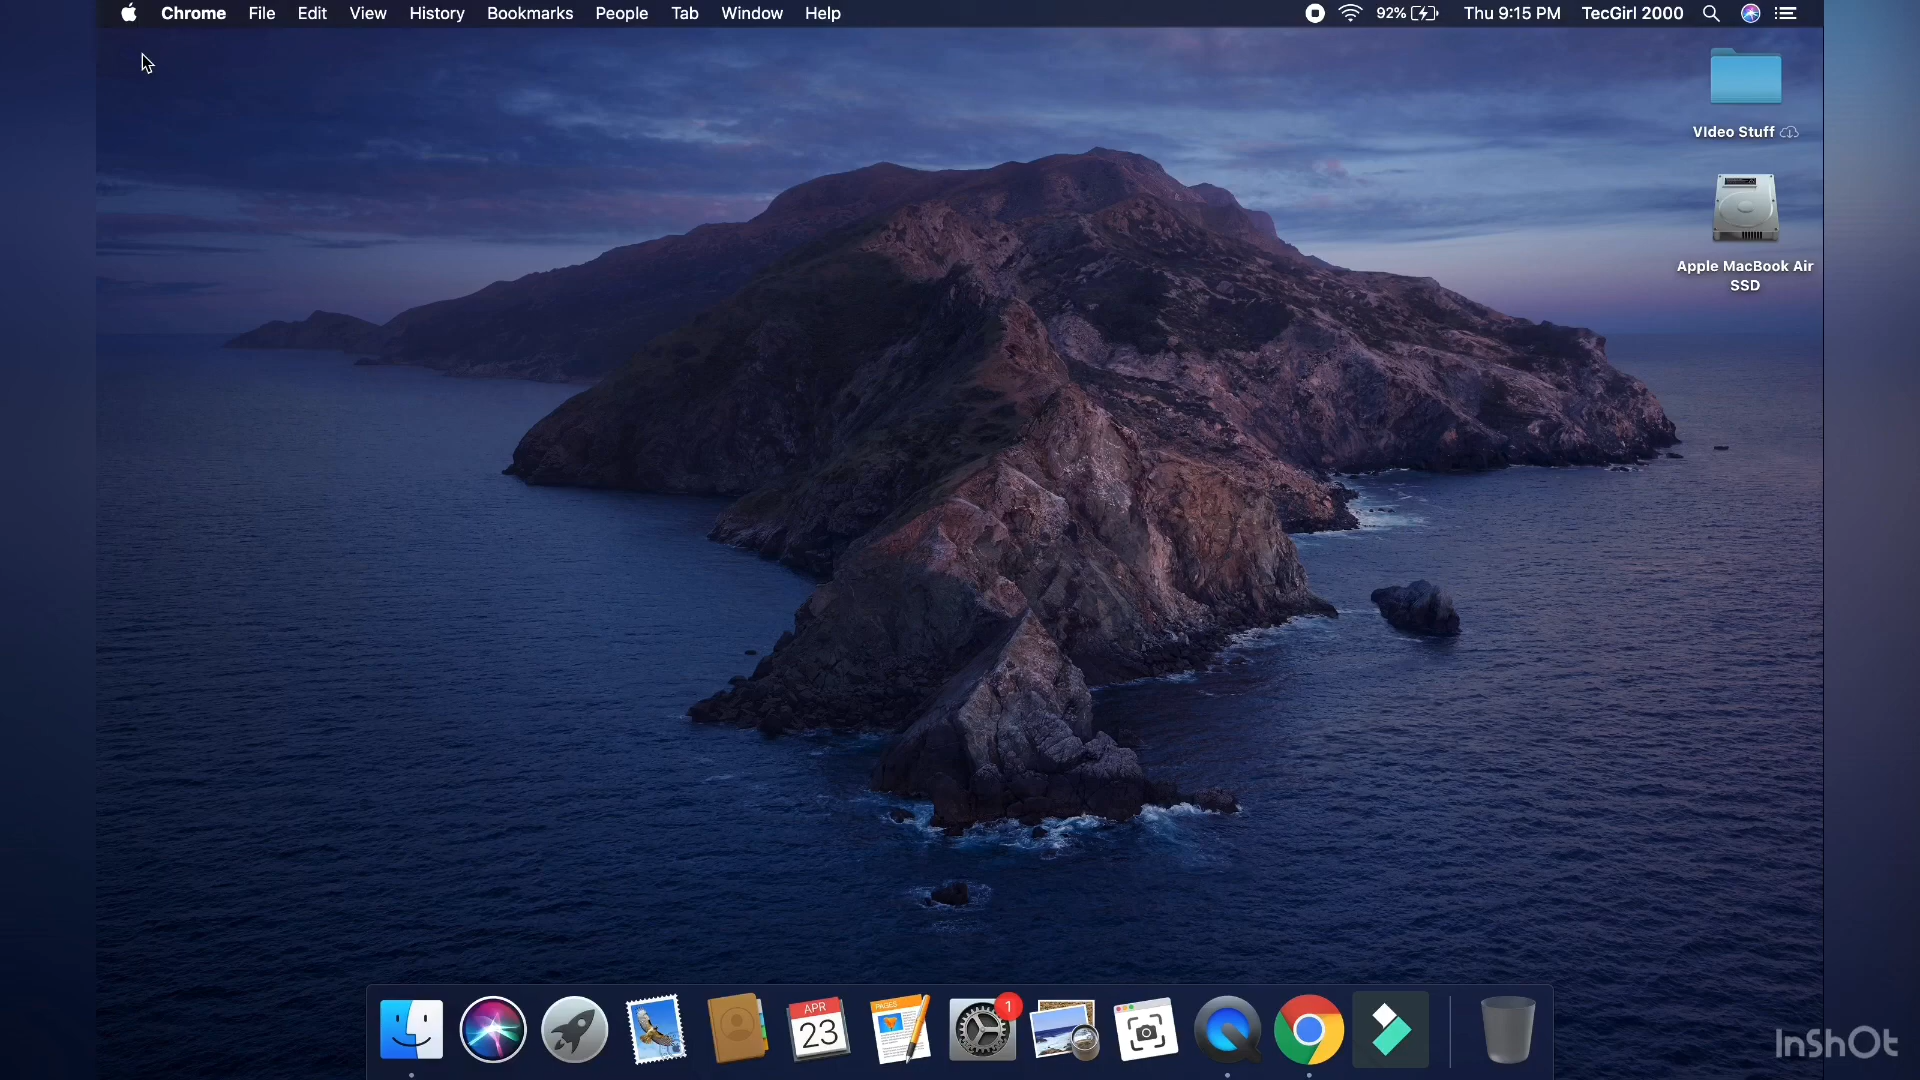 Chrome File Edit View History Bookmarks People Tab Window Help 92% Thu 9:15 PM TecGirl 2000
VIdeo Stuff
Apple MacBook Air
SSD
1
APR
23
PAGES
InShOt